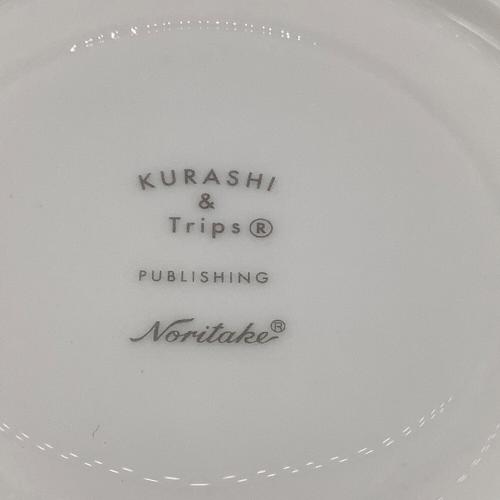 KURASHI
&
Trips®
PUBLISHING
Noritake®